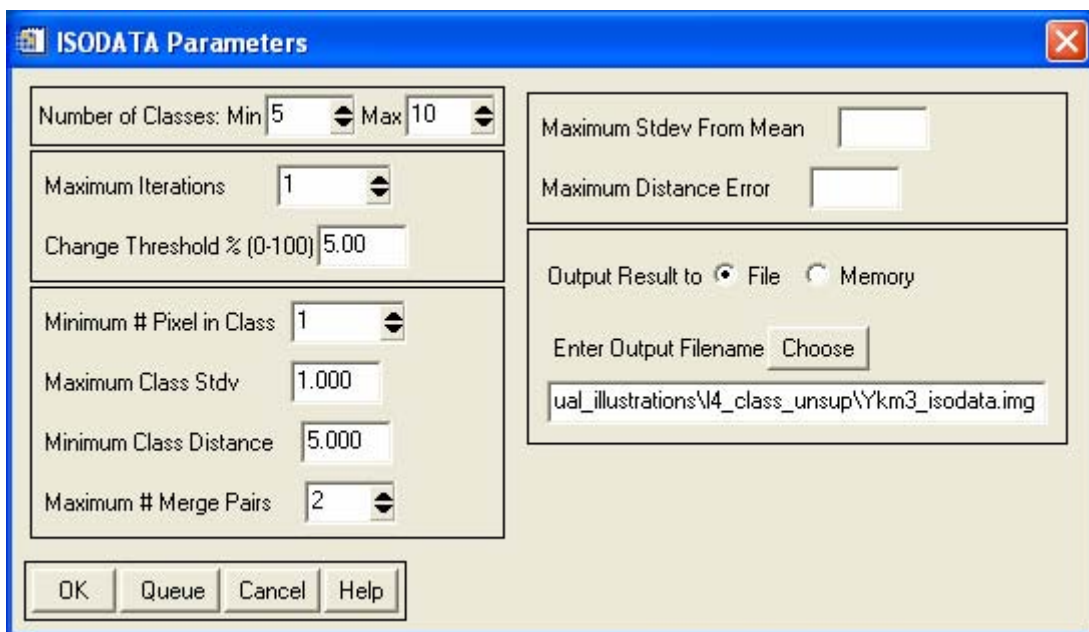 ISODATA Parameters
Number of Classes: Min 5 Max 10
Maximum Iterations 1
Change Threshold % (0-100) 5.00
Minimum # Pixel in Class 1
Maximum Class Stdv 1.000
Minimum Class Distance 5.000
Maximum # Merge Pairs 2
Maximum Stdev From Mean
Maximum Distance Error
Output Result to File Memory
Enter Output Filename Choose
ual_illustrations\I4_class_unsup\Ykm3_isodata.img
OK Queue Cancel Help